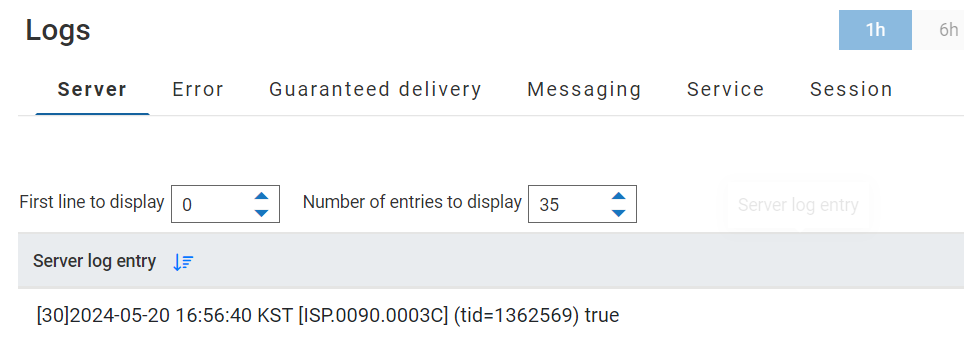 Logs
1h 6h
Server Error Guaranteed delivery Messaging Service Session
First line to display 0 Number of entries to display 35 Server log entry
Server log entry
[30]2024-05-20 16:56:40 KST [ISP.0090.0003C] (tid=1362569) true